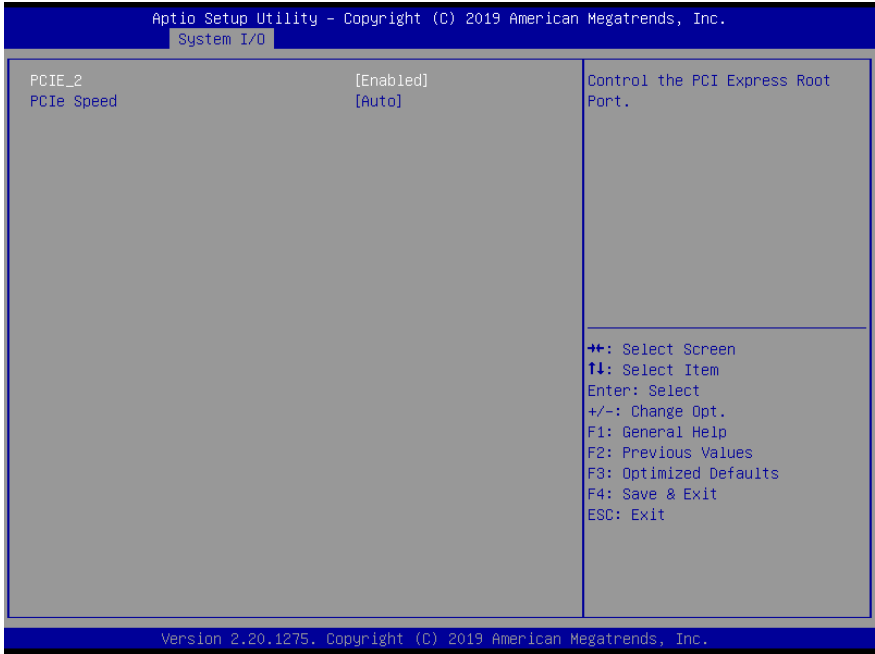 Aptio Setup Utility – Copyright (C) 2019 American Megatrends, Inc.
System I/O
PCIE_2 [Enabled]
PCIe Speed [Auto]
Control the PCI Express Root
Port.
→←: Select Screen
↑↓: Select Item
Enter: Select
+/-: Change Opt.
F1: General Help
F2: Previous Values
F3: Optimized Defaults
F4: Save & Exit
ESC: Exit
Version 2.20.1275. Copyright (C) 2019 American Megatrends, Inc.